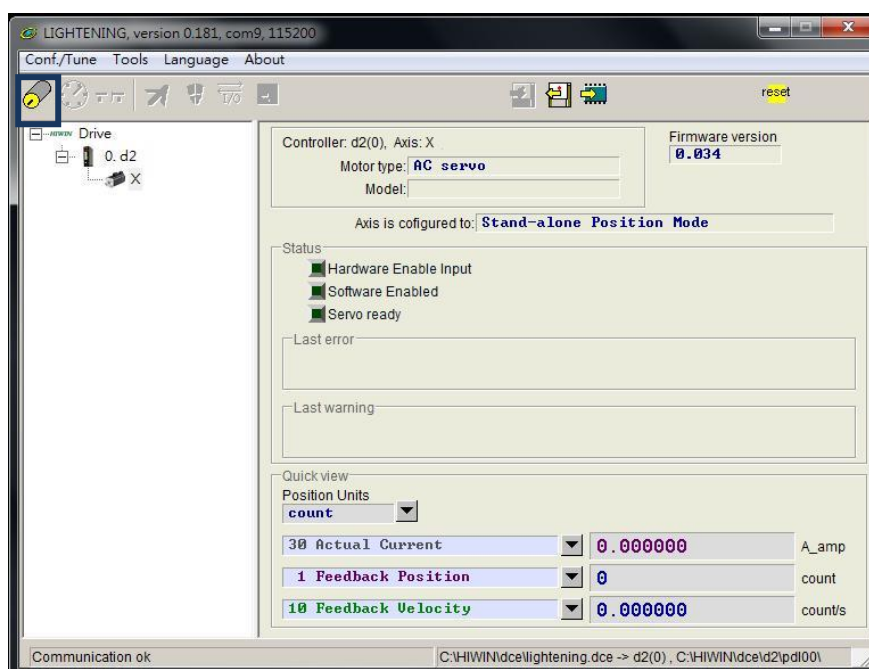 LIGHTENING, version 0.181, com9, 115200
Conf./Tune Tools Language About
I/O
reset
HIWIN Drive
0. d2
X
Controller: d2(0), Axis: X
Firmware version
0.034
Motor type: AC servo
Model:
Axis is cofigured to: Stand-alone Position Mode
Status
Hardware Enable Input
Software Enabled
Servo ready
Last error
Last warning
Quick view
Position Units
count
30 Actual Current 0.000000 A_amp
1 Feedback Position 0 count
10 Feedback Velocity 0.000000 count/s
Communication ok C:\HIWIN\dce\lightening.dce -> d2(0) , C:\HIWIN\dce\d2\pdl00\